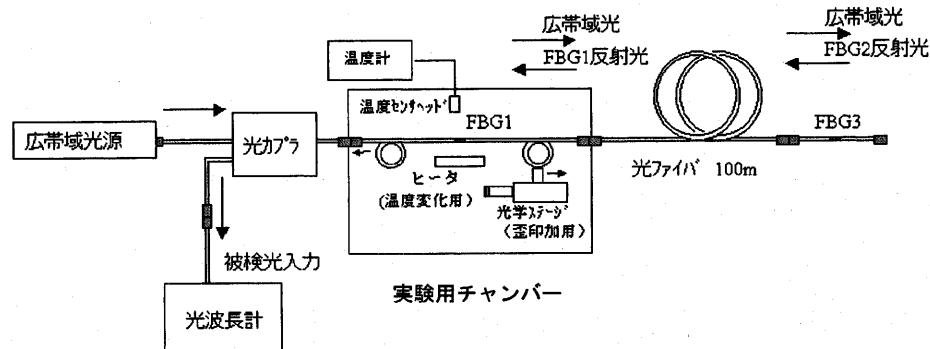 広帯域光
FBG1反射光
広帯域光
FBG2反射光
温度計
温度センサヘッド
FBG1
FBG3
広帯域光源
光カプラ
ヒータ
(温度変化用)
光学ステージ
(歪印加用)
光ファイバ 100m
被検光入力
実験用チャンバー
光波長計